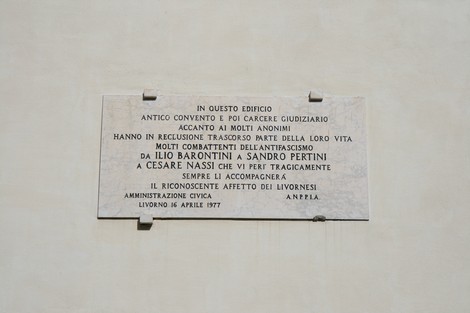 IN QUESTO EDIFICIO
ANTICO CONVENTO E POI CARCERE GIUDIZIARIO
ACCANTO AI MOLTI ANONIMI
HANNO IN RECLUSIONE TRASCORSO PARTE DELLA LORO VITA
MOLTI COMBATTENTI DELL'ANTIFASCISMO
DA ILIO BARONTINI A SANDRO PERTINI
A CESARE NASSI CHE VI PERÌ TRAGICAMENTE
SEMPRE LI ACCOMPAGNERÁ
IL RICONOSCENTE AFFETTO DEI LIVORNESI
AMMINISTRAZIONE CIVICA A.N.P.P.I.A.
LIVORNO 16 APRILE 1977